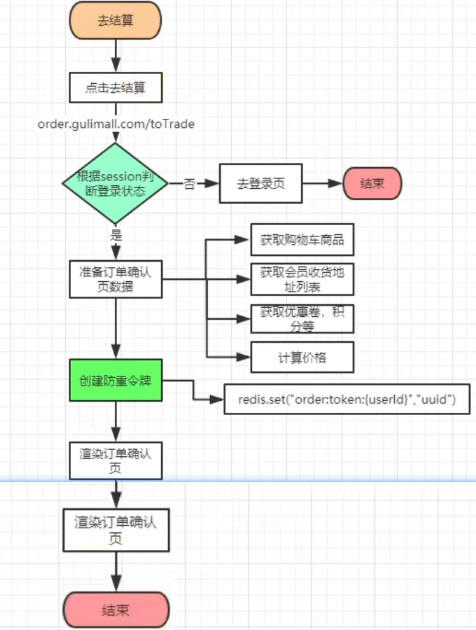 去结算
点击去结算
order.gulimall.com/toTrade
根据session判
断登录状态
否
去登录页
结束
是
准备订单确认
页数据
获取购物车商品
获取会员收货地
址列表
获取优惠卷，积
分等
计算价格
创建防重令牌
redis.set("order:token:{userId}","uuid")
渲染订单确认
页
渲染订单确认
页
结束